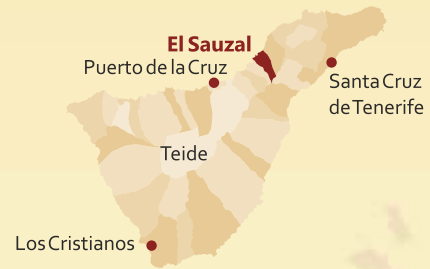 El Sauzal
Puerto de la Cruz
Santa Cruz
de Tenerife
Teide
Los Cristianos